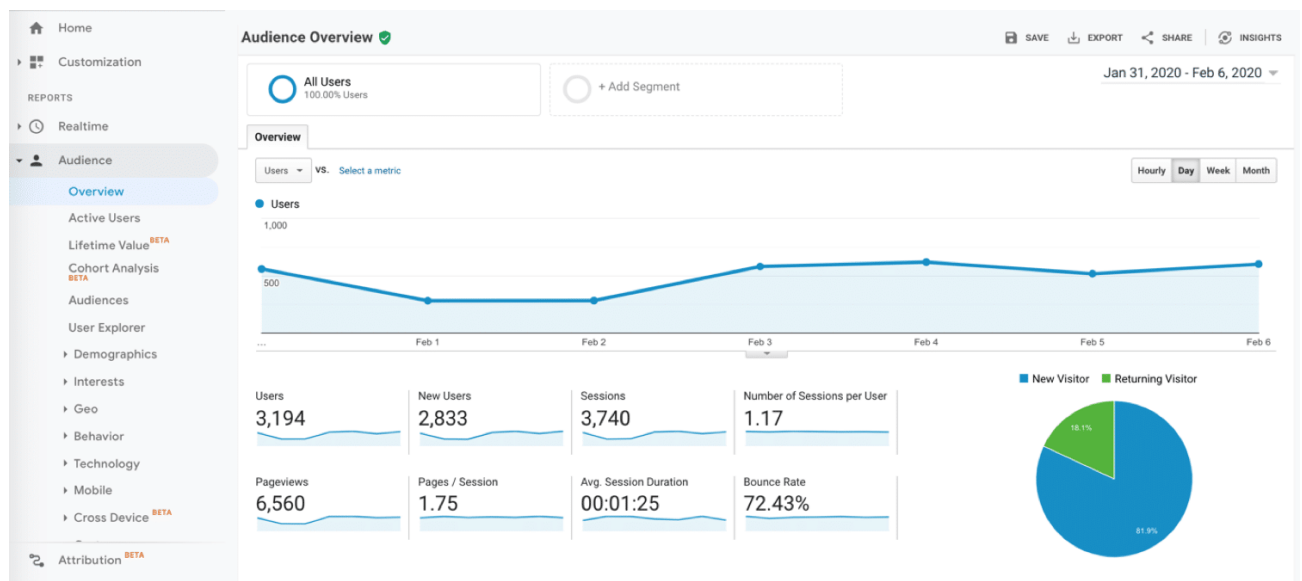 Home
Customization
REPORTS
Realtime
Audience
Overview
Active Users
Lifetime Value BETA
Cohort Analysis
BETA
Audiences
User Explorer
Demographics
Interests
Geo
Behavior
Technology
Mobile
Cross Device BETA
Attribution BETA
Audience Overview
SAVE EXPORT SHARE INSIGHTS
All Users
100.00% Users
+ Add Segment
Jan 31, 2020 - Feb 6, 2020
Overview
Users VS. Select a metric
Hourly Day Week Month
Users
1,000
500
... Feb 1 Feb 2 Feb 3 Feb 4 Feb 5 Feb 6
Users
3,194
New Users
2,833
Sessions
3,740
Number of Sessions per User
1.17
Pageviews
6,560
Pages / Session
1.75
Avg. Session Duration
00:01:25
Bounce Rate
72.43%
New Visitor Returning Visitor
18.1%
81.9%